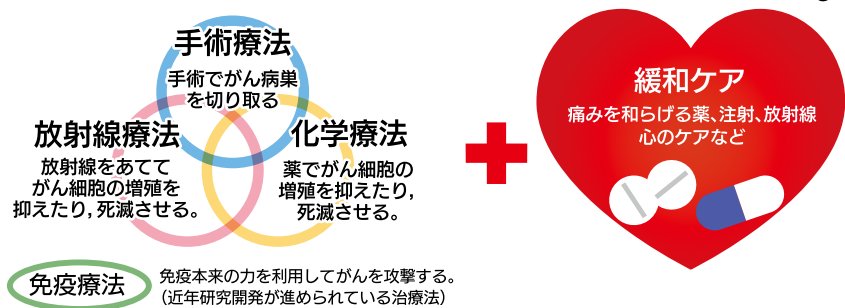 手術療法
手術でがん病巣
を切り取る
放射線療法
放射線をあてて
がん細胞の増殖を
抑えたり,死滅させる。
化学療法
薬でがん細胞の
増殖を抑えたり,
死滅させる。
緩和ケア
痛みを和らげる薬、注射、放射線
心のケアなど
免疫療法
免疫本来の力を利用してがんを攻撃する。
（近年研究開発が進められている治療法）